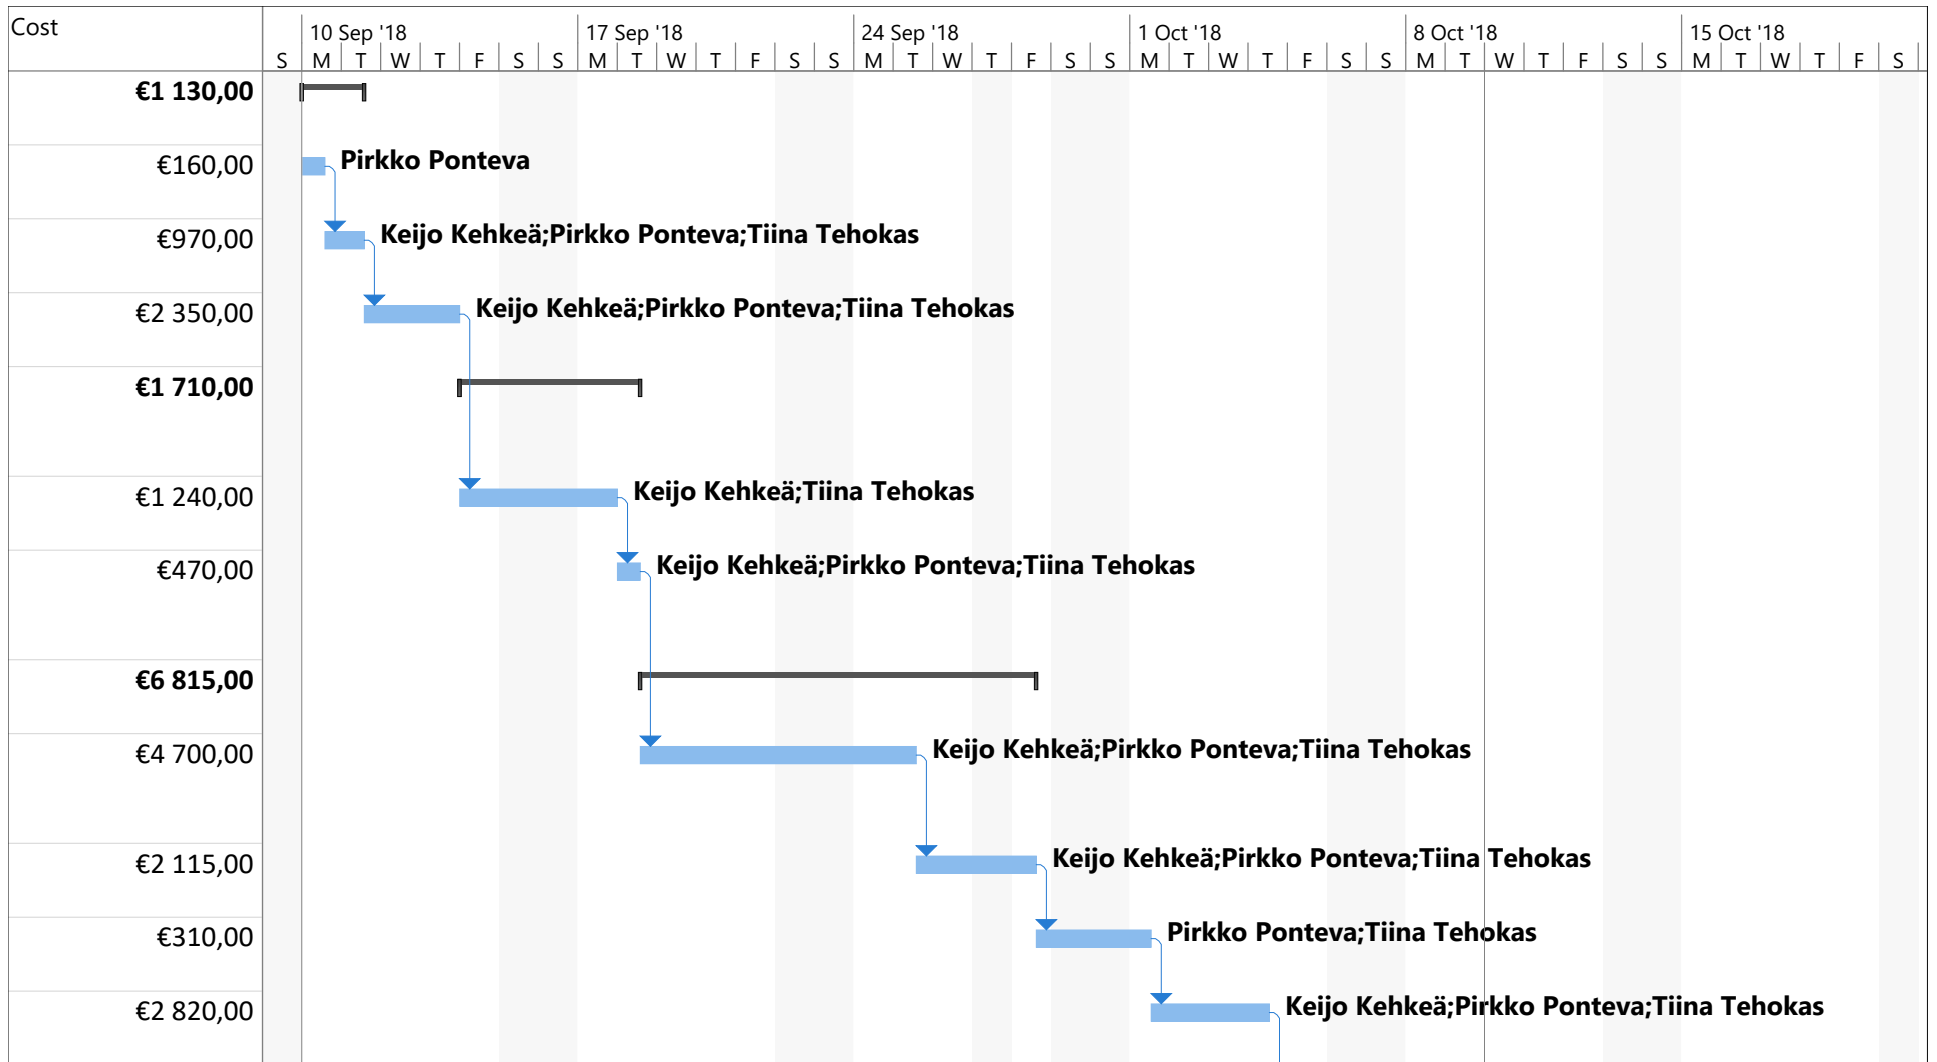 Cost
10 Sep '18 17 Sep '18 24 Sep '18 1 Oct '18 8 Oct '18 15 Oct '18
S M T W T F S S M T W T F S S M T W T F S S M T W T F S S M T W T F S S M T W T F S
€1 130,00
€160,00 Pirkko Ponteva
€970,00 Keijo Kehkeä;Pirkko Ponteva;Tiina Tehokas
€2 350,00 Keijo Kehkeä;Pirkko Ponteva;Tiina Tehokas
€1 710,00
€1 240,00 Keijo Kehkeä;Tiina Tehokas
€470,00 Keijo Kehkeä;Pirkko Ponteva;Tiina Tehokas
€6 815,00
€4 700,00 Keijo Kehkeä;Pirkko Ponteva;Tiina Tehokas
€2 115,00 Keijo Kehkeä;Pirkko Ponteva;Tiina Tehokas
€310,00 Pirkko Ponteva;Tiina Tehokas
€2 820,00 Keijo Kehkeä;Pirkko Ponteva;Tiina Tehokas